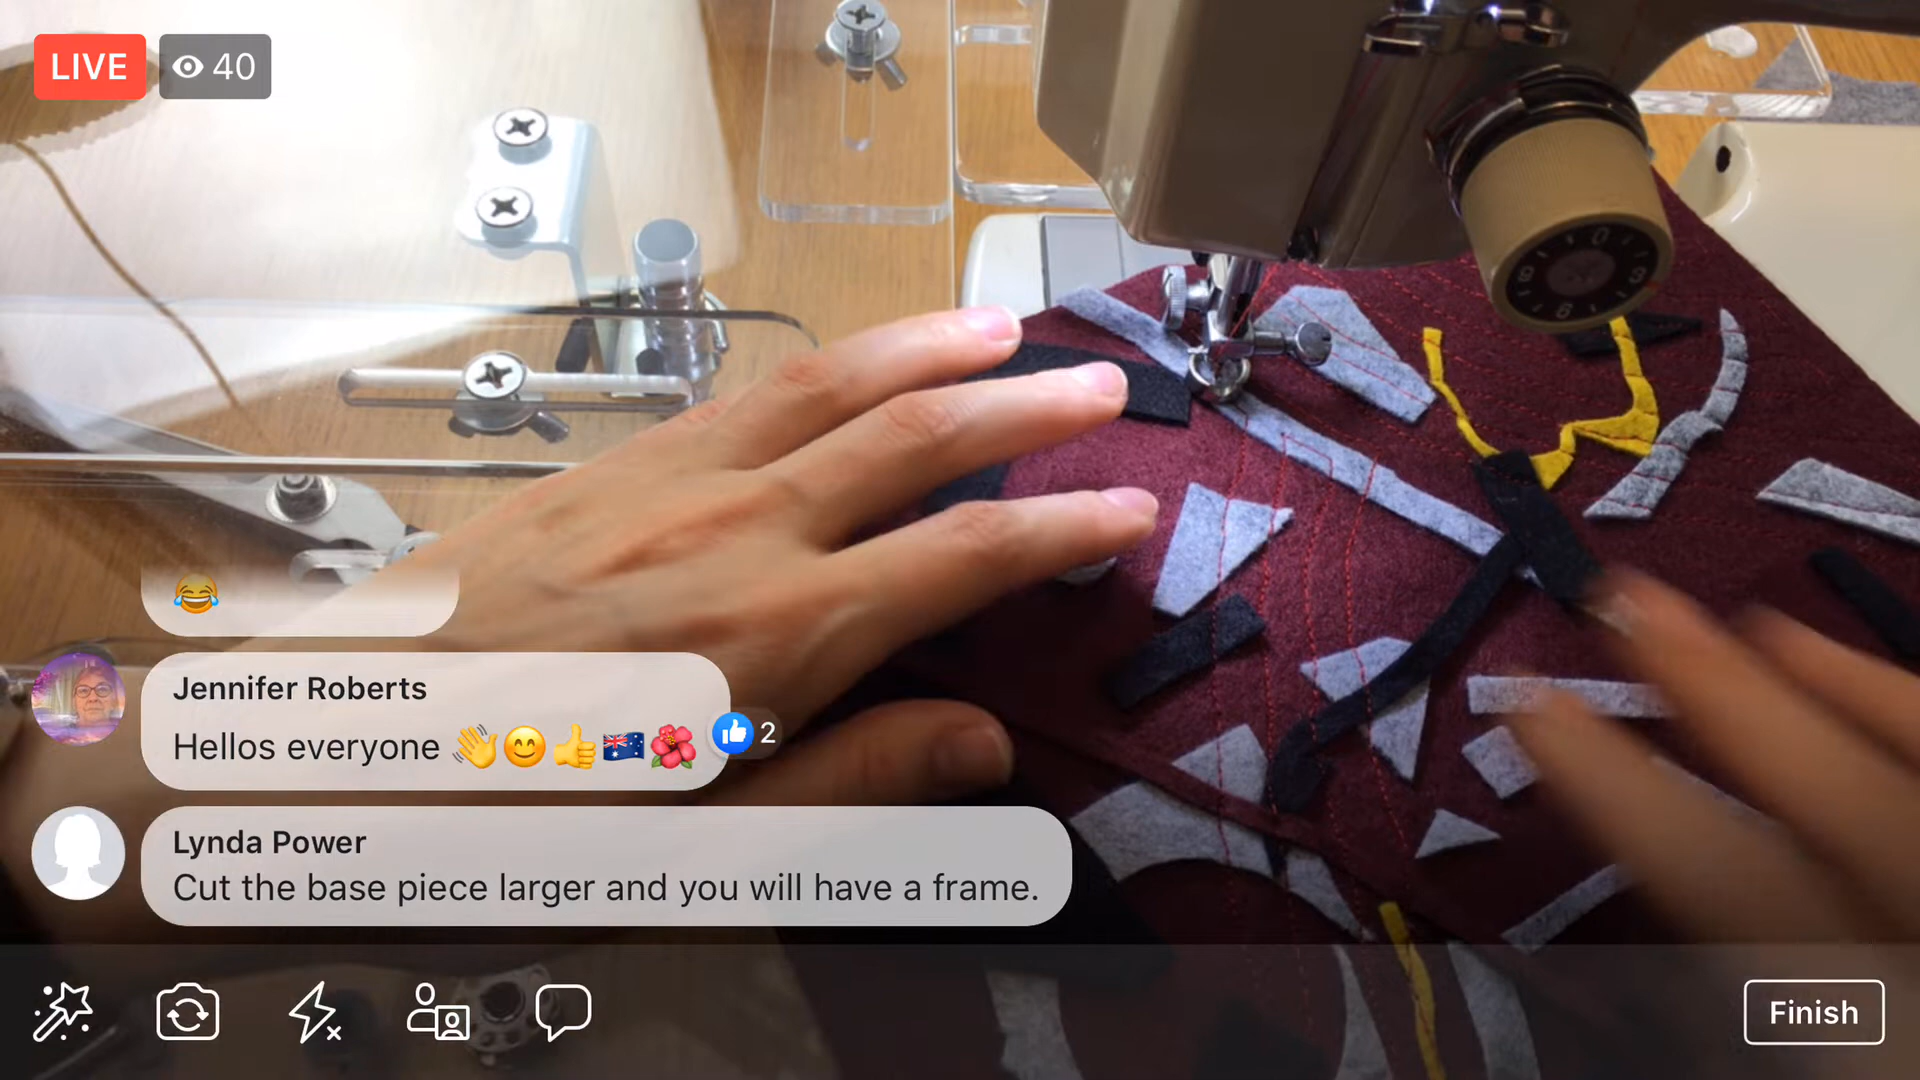 LIVE 40
😂
Jennifer Roberts
Hellos everyone 👋😊👍🇦🇺🌺
2
Lynda Power
Cut the base piece larger and you will have a frame.
Finish